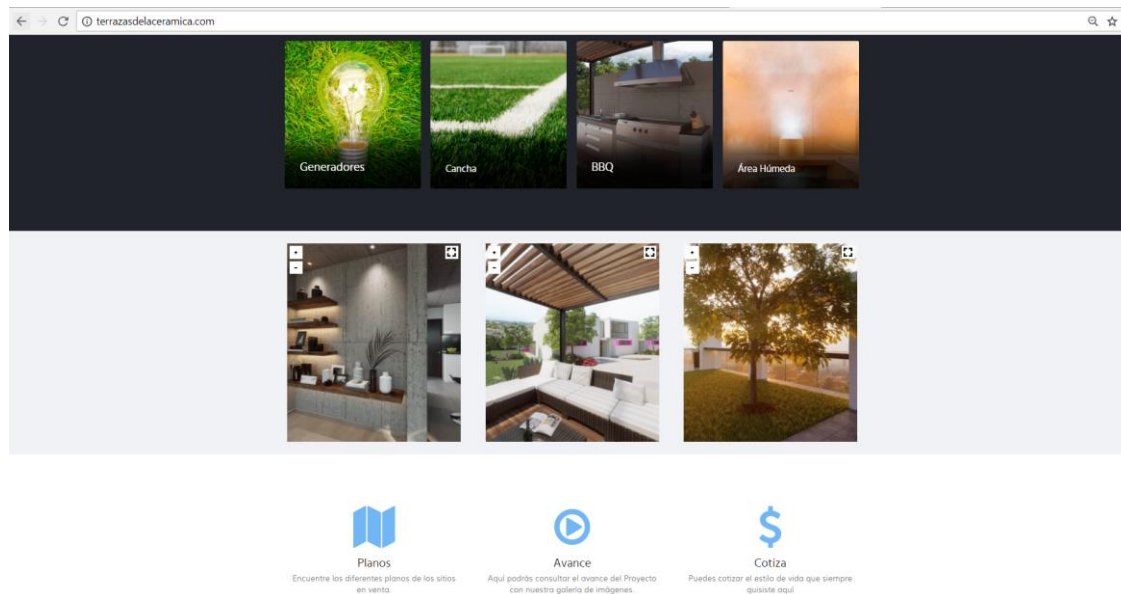 terrazasdelaceramica.com
Generadores
Cancha
BBQ
Área Húmeda
+
-
+
-
+
-
Planos
Encuentre los diferentes planos de los sitios
en venta.
Avance
Aquí podrás consultar el avance del Proyecto
con nuestra galería de imágenes.
Cotiza
Puedes cotizar el estilo de vida que siempre
quisiste aquí